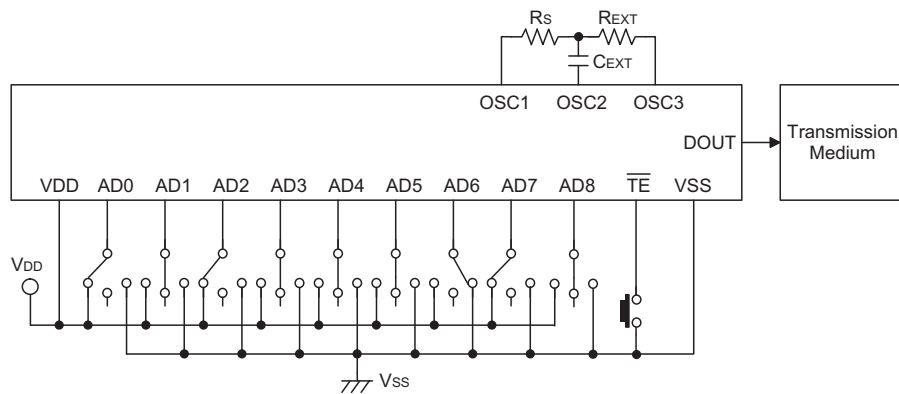 RS REXT
CEXT
OSC1 OSC2 OSC3
DOUT
Transmission
Medium
VDD AD0 AD1 AD2 AD3 AD4 AD5 AD6 AD7 AD8 T̅E̅ VSS
VDD
VSS